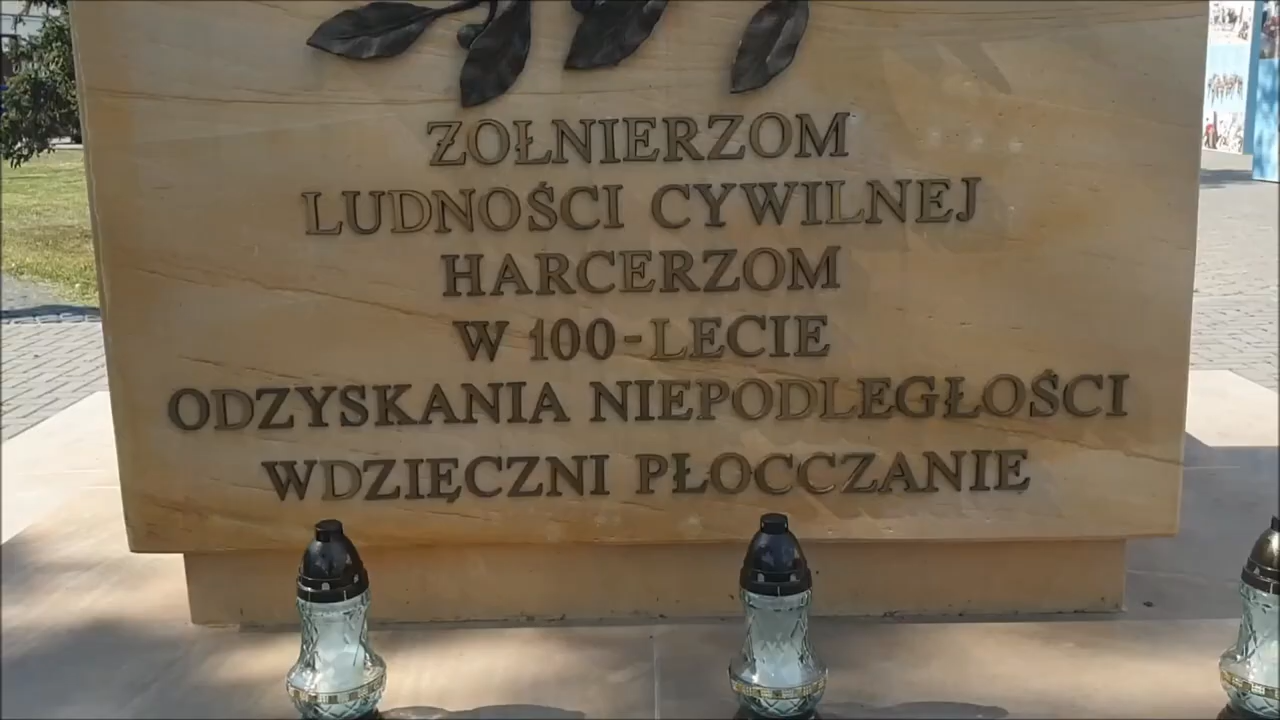 ŻOŁNIERZOM
LUDNOŚCI CYWILNEJ
HARCERZOM
W 100-LECIE
ODZYSKANIA NIEPODLEGŁOŚCI
WDZIĘCZNI PŁOCCZANIE